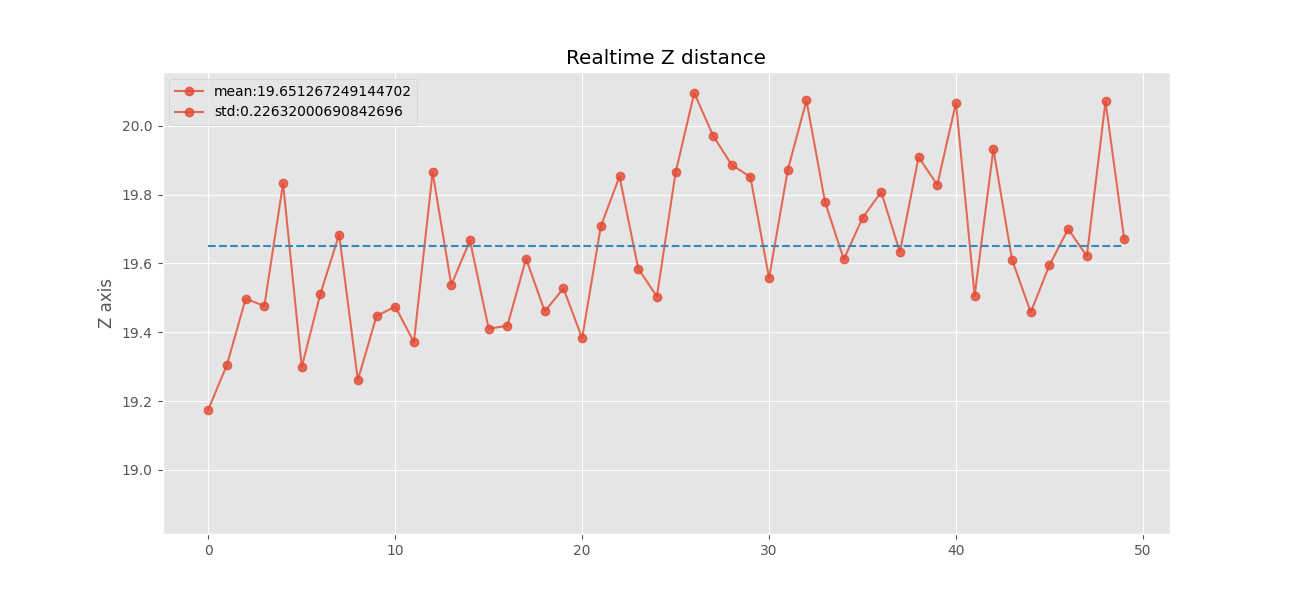 Realtime Z distance
mean:19.651267249144702
std:0.22632000690842696
20.0
19.8
19.6
19.4
19.2
19.0
Z axis
0 10 20 30 40 50